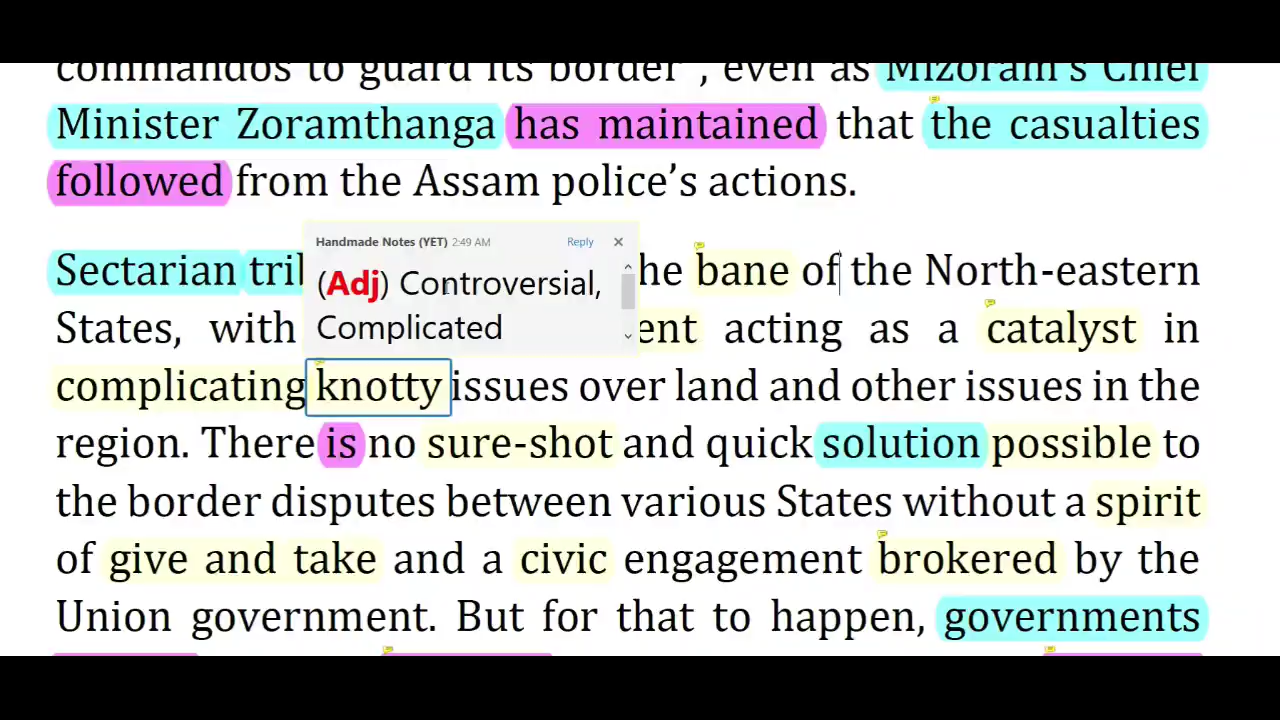 commandos to guard its border", even as Mizoram's Chief
Minister Zoramthanga has maintained that the casualties
followed from the Assam police's actions.
Handmade Notes (YET) 2:49 AM Reply ×
(Adj) Controversial,
Complicated
Sectarian he bane of the North-eastern
States, with ent acting as a catalyst in
complicating knotty issues over land and other issues in the
region. There is no sure-shot and quick solution possible to
the border disputes between various States without a spirit
of give and take and a civic engagement brokered by the
Union government. But for that to happen, governments